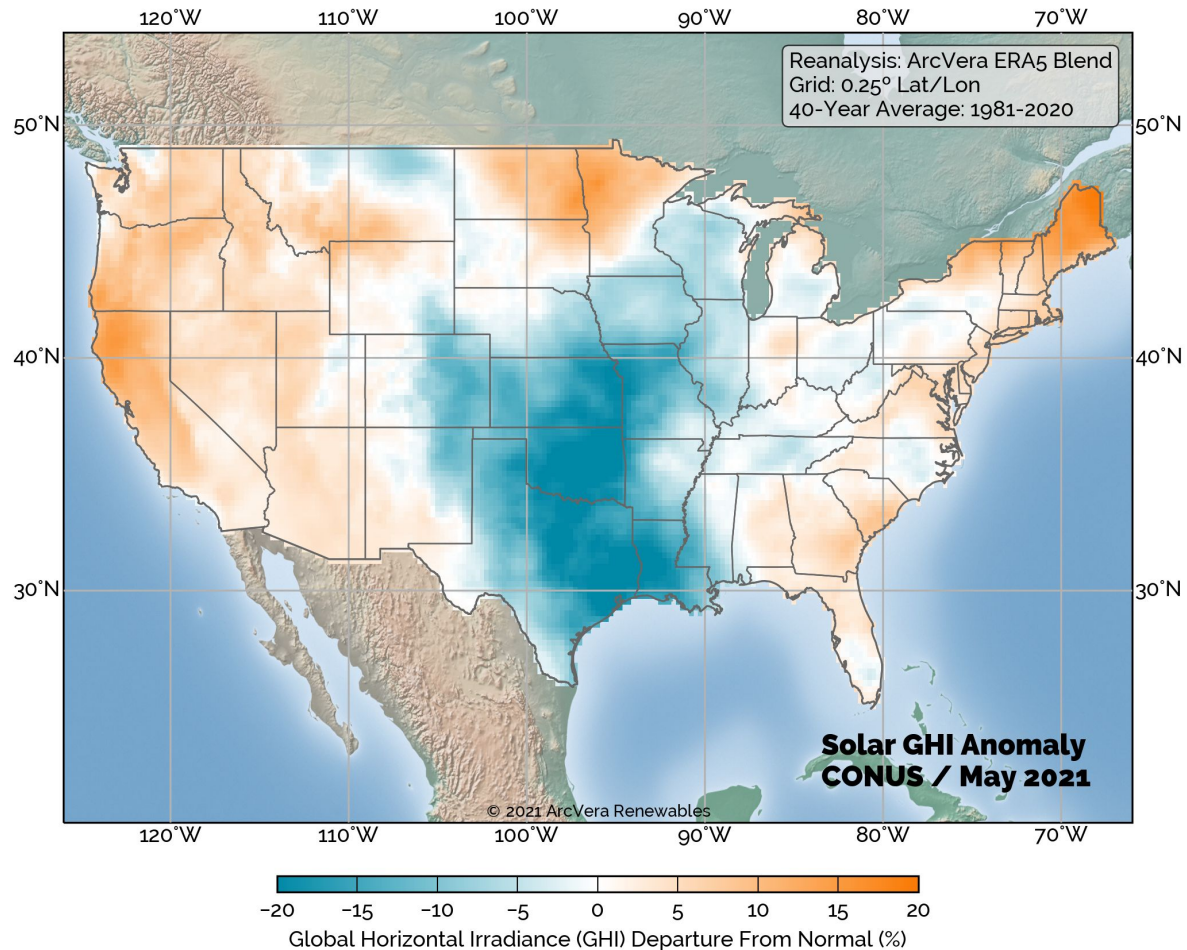 120°W 110°W 100°W 90°W 80°W 70°W
Reanalysis: ArcVera ERA5 Blend
Grid: 0.25° Lat/Lon
40-Year Average: 1981-2020
50°N 50°N
40°N 40°N
30°N 30°N
Solar GHI Anomaly
CONUS / May 2021
© 2021 ArcVera Renewables
120°W 110°W 100°W 90°W 80°W 70°W
−20 −15 −10 −5 0 5 10 15 20
Global Horizontal Irradiance (GHI) Departure From Normal (%)